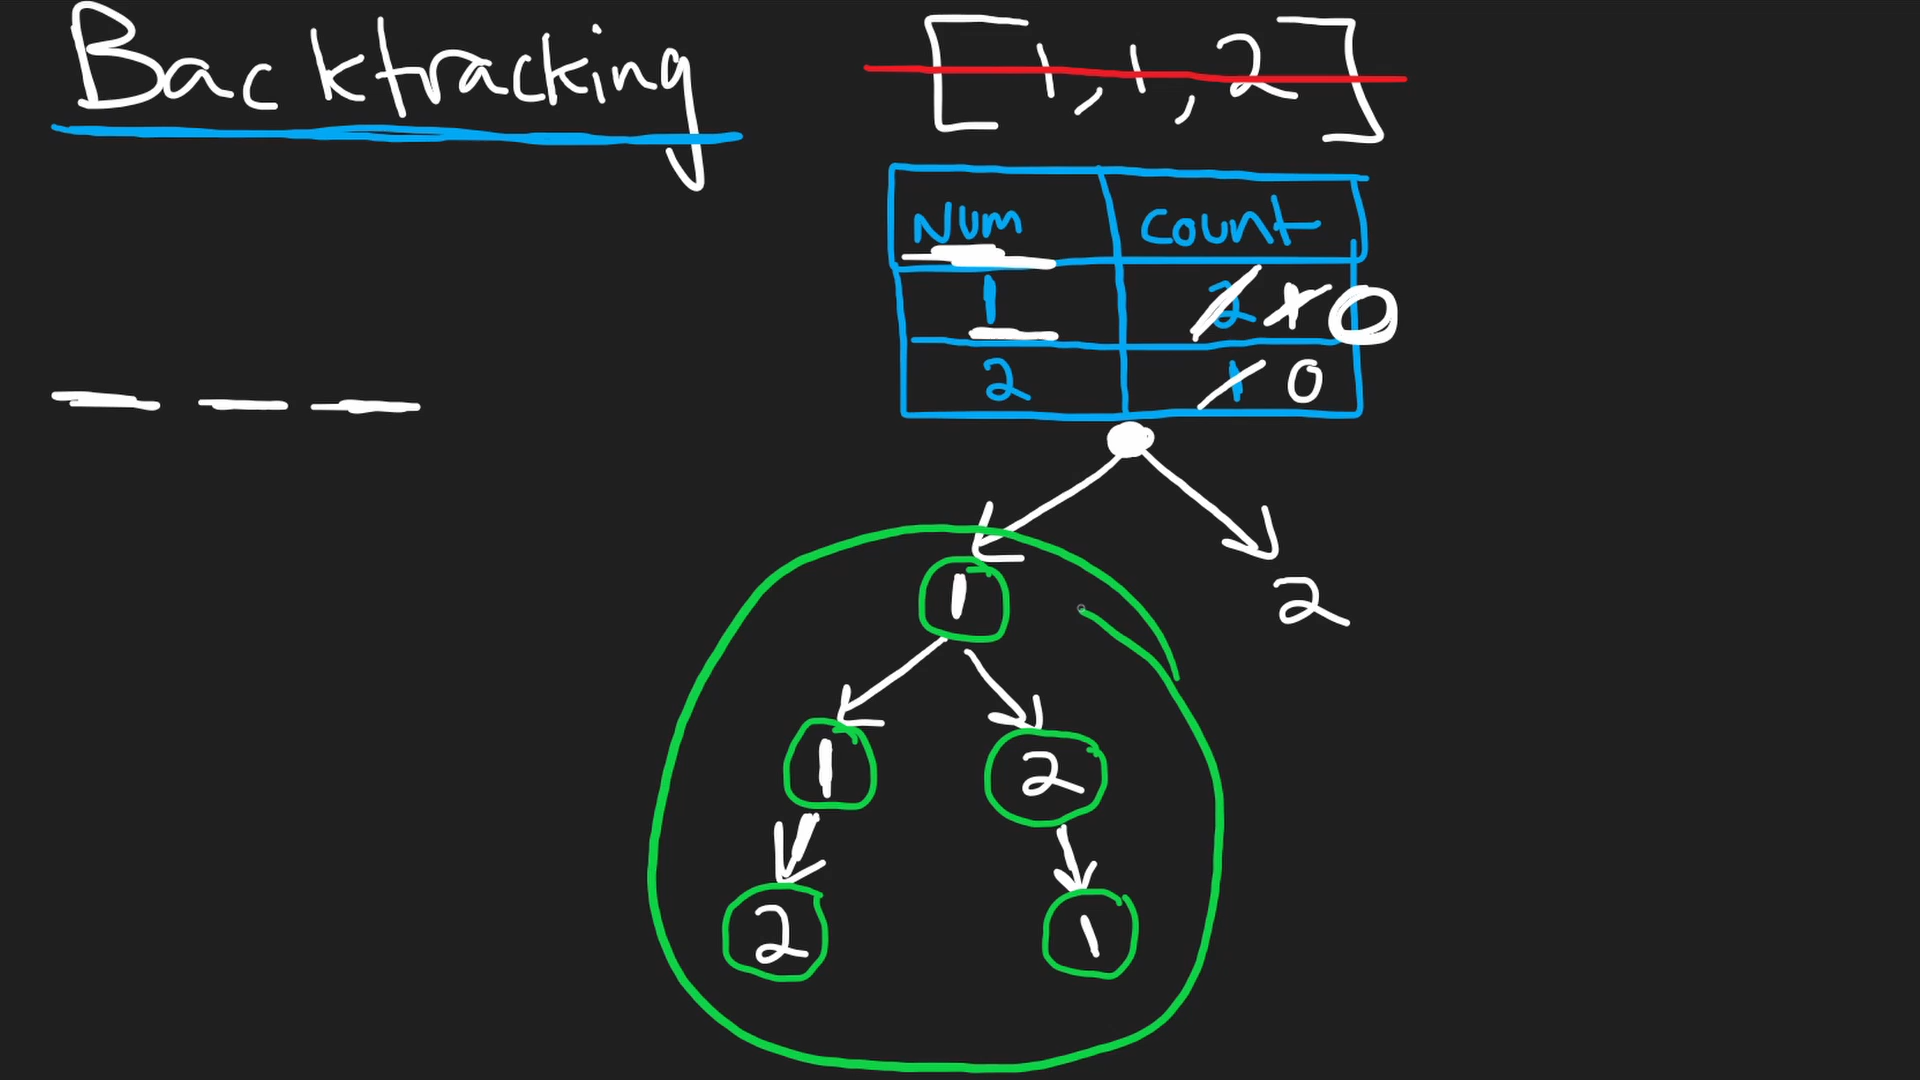 Backtracking
[1,1,2]
Num count
1 2 1 0
2 1 0
1 2
1 2
2 1